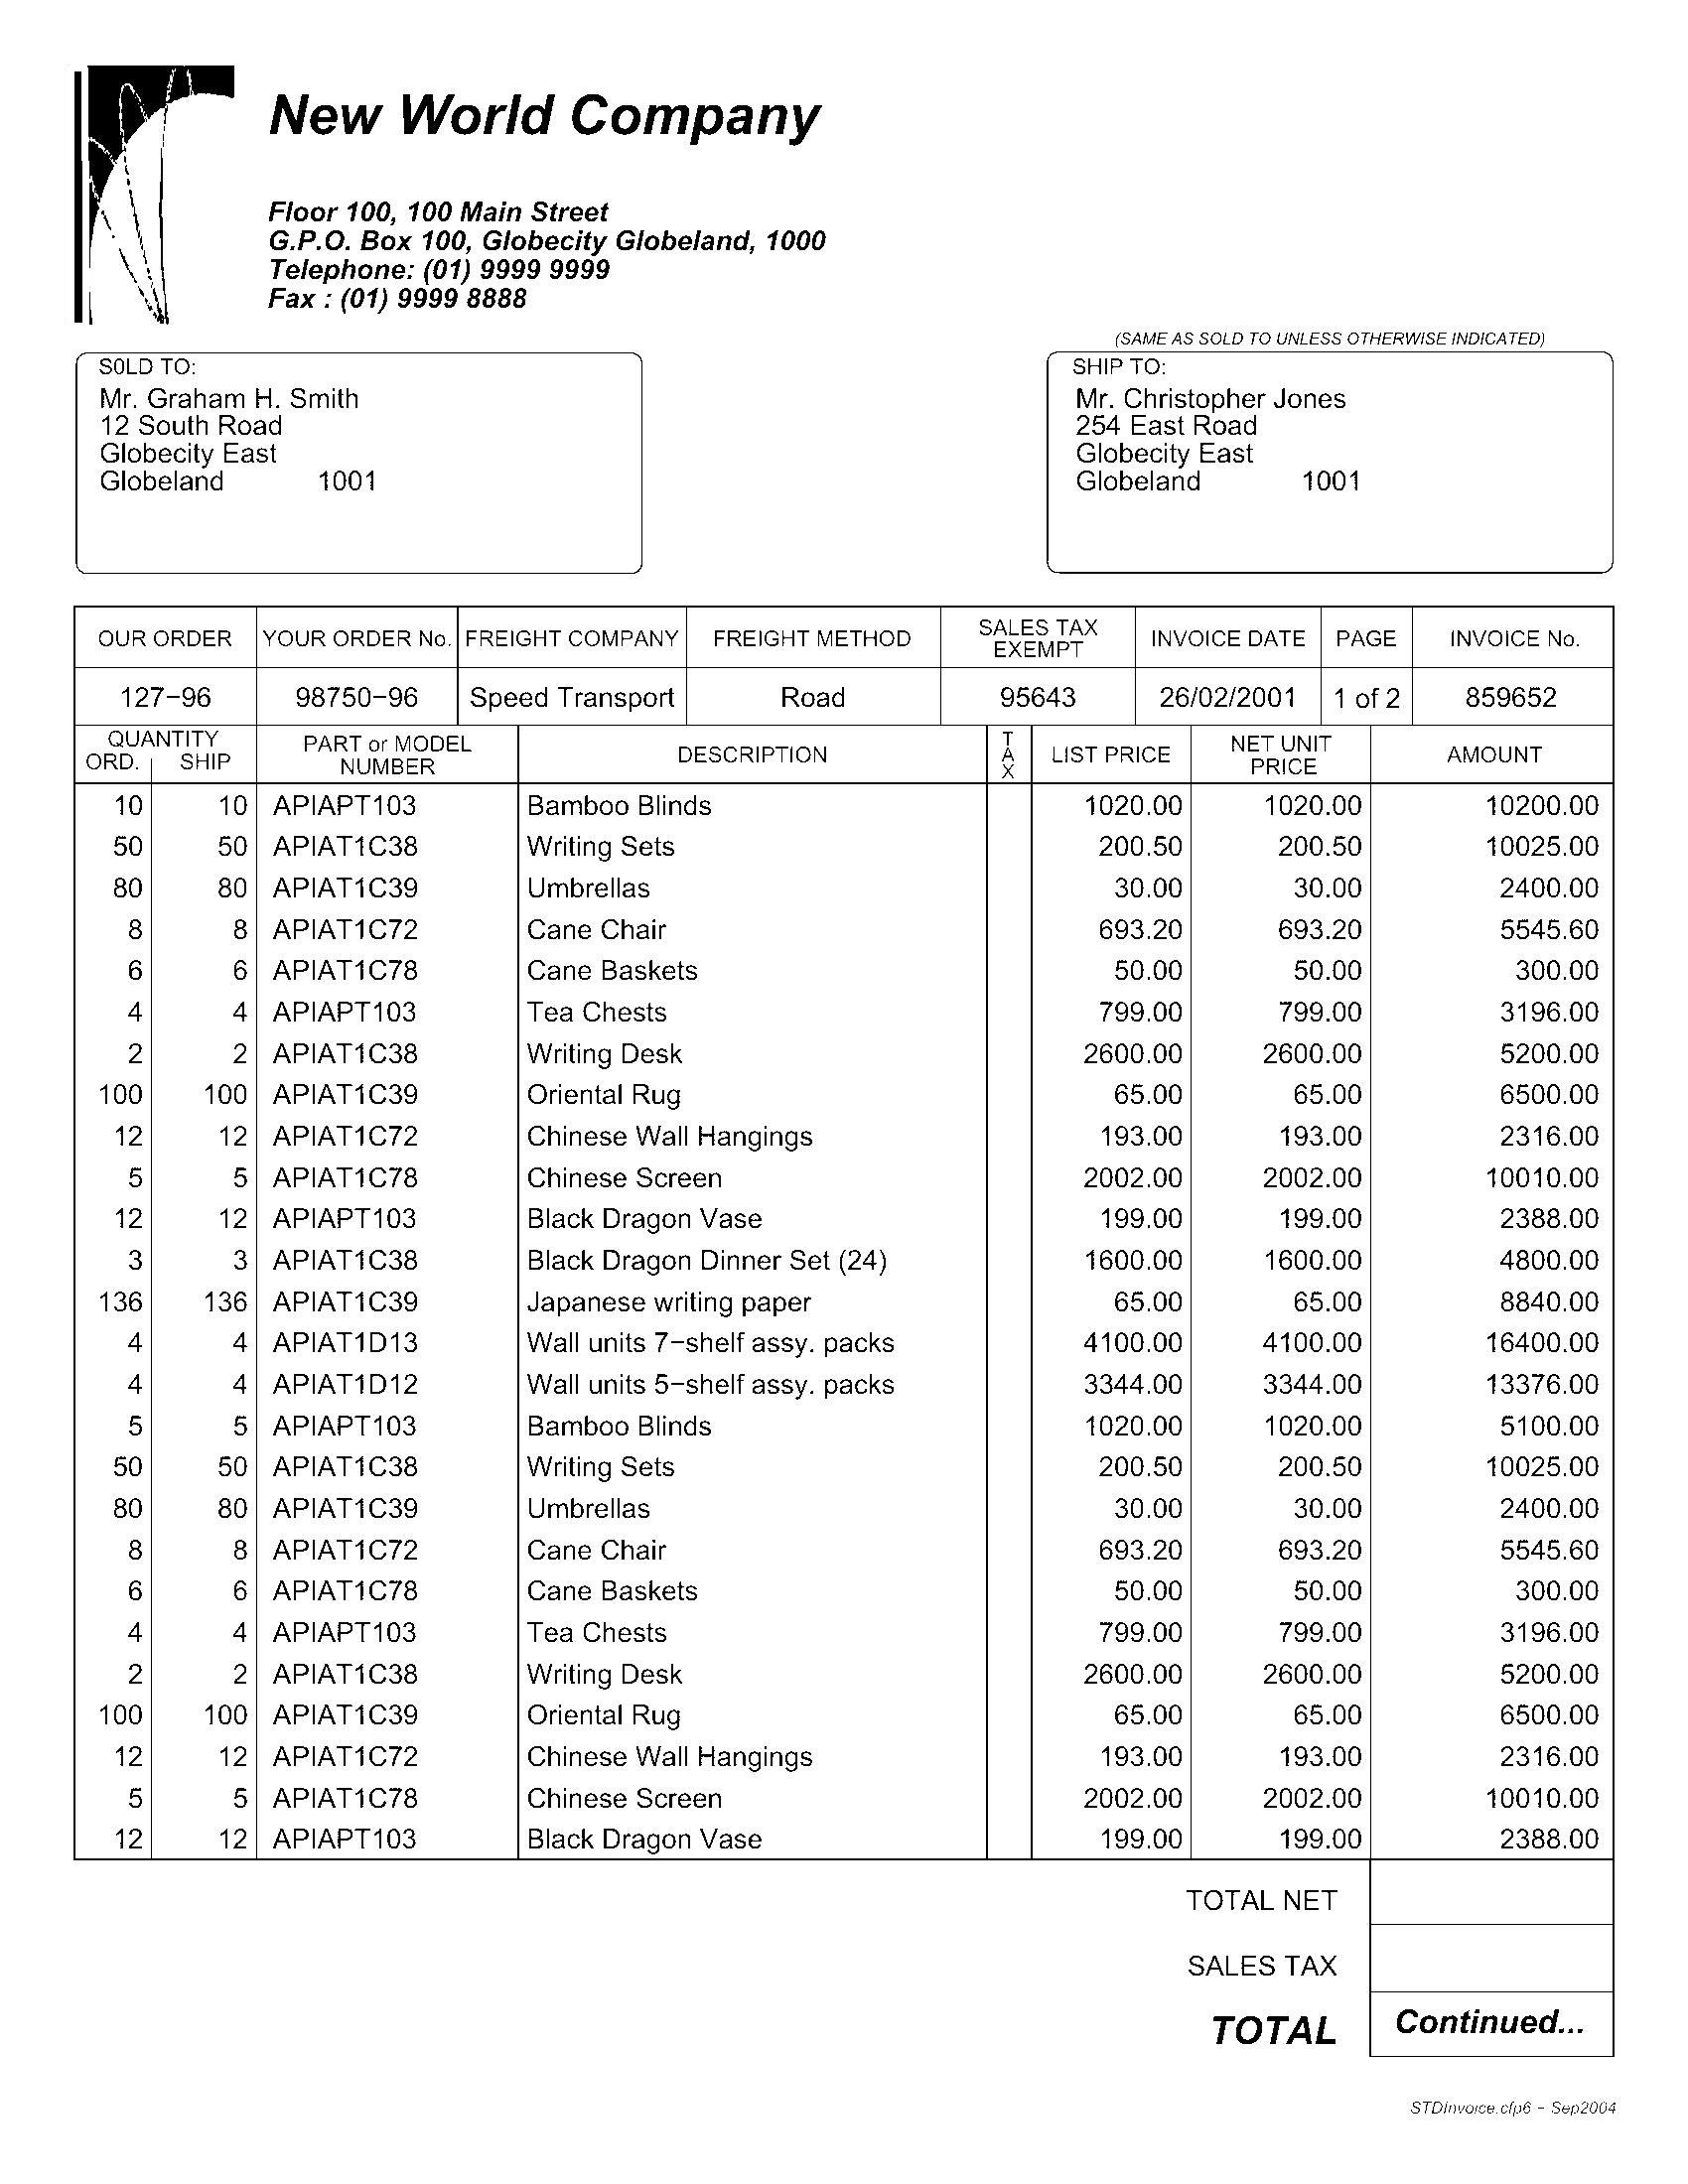 New World Company
Floor 100, 100 Main Street
G.P.O. Box 100, Globecity Globeland, 1000
Telephone: (01) 9999 9999
Fax : (01) 9999 8888
(SAME AS SOLD TO UNLESS OTHERWISE INDICATED)
SOLD TO:
Mr. Graham H. Smith
12 South Road
Globecity East
Globeland 1001
SHIP TO:
Mr. Christopher Jones
254 East Road
Globecity East
Globeland 1001
OUR ORDER YOUR ORDER No. FREIGHT COMPANY FREIGHT METHOD SALES TAX EXEMPT INVOICE DATE PAGE INVOICE No.
127-96 98750-96 Speed Transport Road 95643 26/02/2001 1 of 2 859652
QUANTITY ORD. SHIP PART or MODEL NUMBER DESCRIPTION TAX LIST PRICE NET UNIT PRICE AMOUNT
10 10 APIAPT103 Bamboo Blinds 1020.00 1020.00 10200.00
50 50 APIAT1C38 Writing Sets 200.50 200.50 10025.00
80 80 APIAT1C39 Umbrellas 30.00 30.00 2400.00
8 8 APIAT1C72 Cane Chair 693.20 693.20 5545.60
6 6 APIAT1C78 Cane Baskets 50.00 50.00 300.00
4 4 APIAPT103 Tea Chests 799.00 799.00 3196.00
2 2 APIAT1C38 Writing Desk 2600.00 2600.00 5200.00
100 100 APIAT1C39 Oriental Rug 65.00 65.00 6500.00
12 12 APIAT1C72 Chinese Wall Hangings 193.00 193.00 2316.00
5 5 APIAT1C78 Chinese Screen 2002.00 2002.00 10010.00
12 12 APIAPT103 Black Dragon Vase 199.00 199.00 2388.00
3 3 APIAT1C38 Black Dragon Dinner Set (24) 1600.00 1600.00 4800.00
136 136 APIAT1C39 Japanese writing paper 65.00 65.00 8840.00
4 4 APIAT1D13 Wall units 7-shelf assy. packs 4100.00 4100.00 16400.00
4 4 APIAT1D12 Wall units 5-shelf assy. packs 3344.00 3344.00 13376.00
5 5 APIAPT103 Bamboo Blinds 1020.00 1020.00 5100.00
50 50 APIAT1C38 Writing Sets 200.50 200.50 10025.00
80 80 APIAT1C39 Umbrellas 30.00 30.00 2400.00
8 8 APIAT1C72 Cane Chair 693.20 693.20 5545.60
6 6 APIAT1C78 Cane Baskets 50.00 50.00 300.00
4 4 APIAPT103 Tea Chests 799.00 799.00 3196.00
2 2 APIAT1C38 Writing Desk 2600.00 2600.00 5200.00
100 100 APIAT1C39 Oriental Rug 65.00 65.00 6500.00
12 12 APIAT1C72 Chinese Wall Hangings 193.00 193.00 2316.00
5 5 APIAT1C78 Chinese Screen 2002.00 2002.00 10010.00
12 12 APIAPT103 Black Dragon Vase 199.00 199.00 2388.00
TOTAL NET
SALES TAX
TOTAL Continued...
STDInvoice.cfp6 - Sep2004